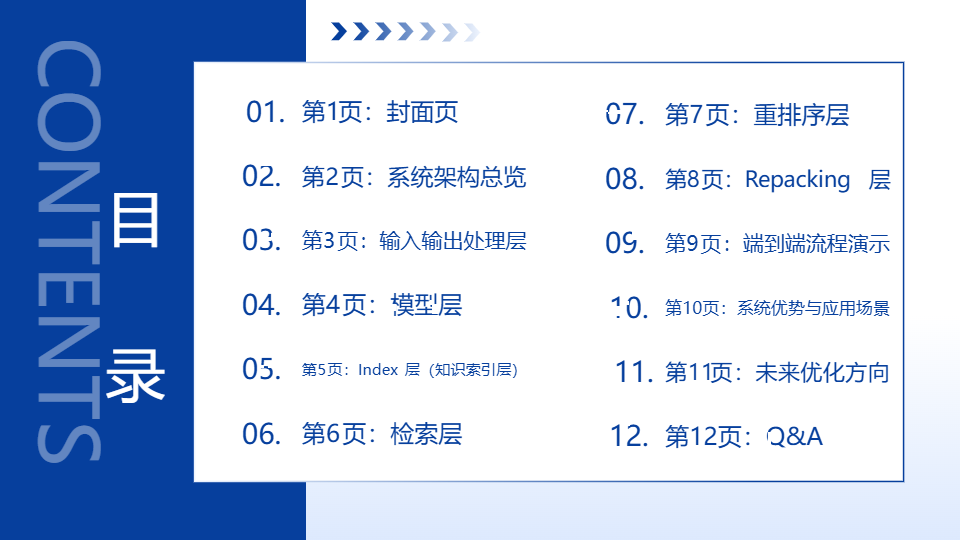 CONTENTS
目
录
01. 第1页：封面页
02. 第2页：系统架构总览
03. 第3页：输入输出处理层
04. 第4页：模型层
05. 第5页：Index 层（知识索引层）
06. 第6页：检索层
07. 第7页：重排序层
08. 第8页：Repacking 层
09. 第9页：端到端流程演示
10. 第10页：系统优势与应用场景
11. 第11页：未来优化方向
12. 第12页：Q&A